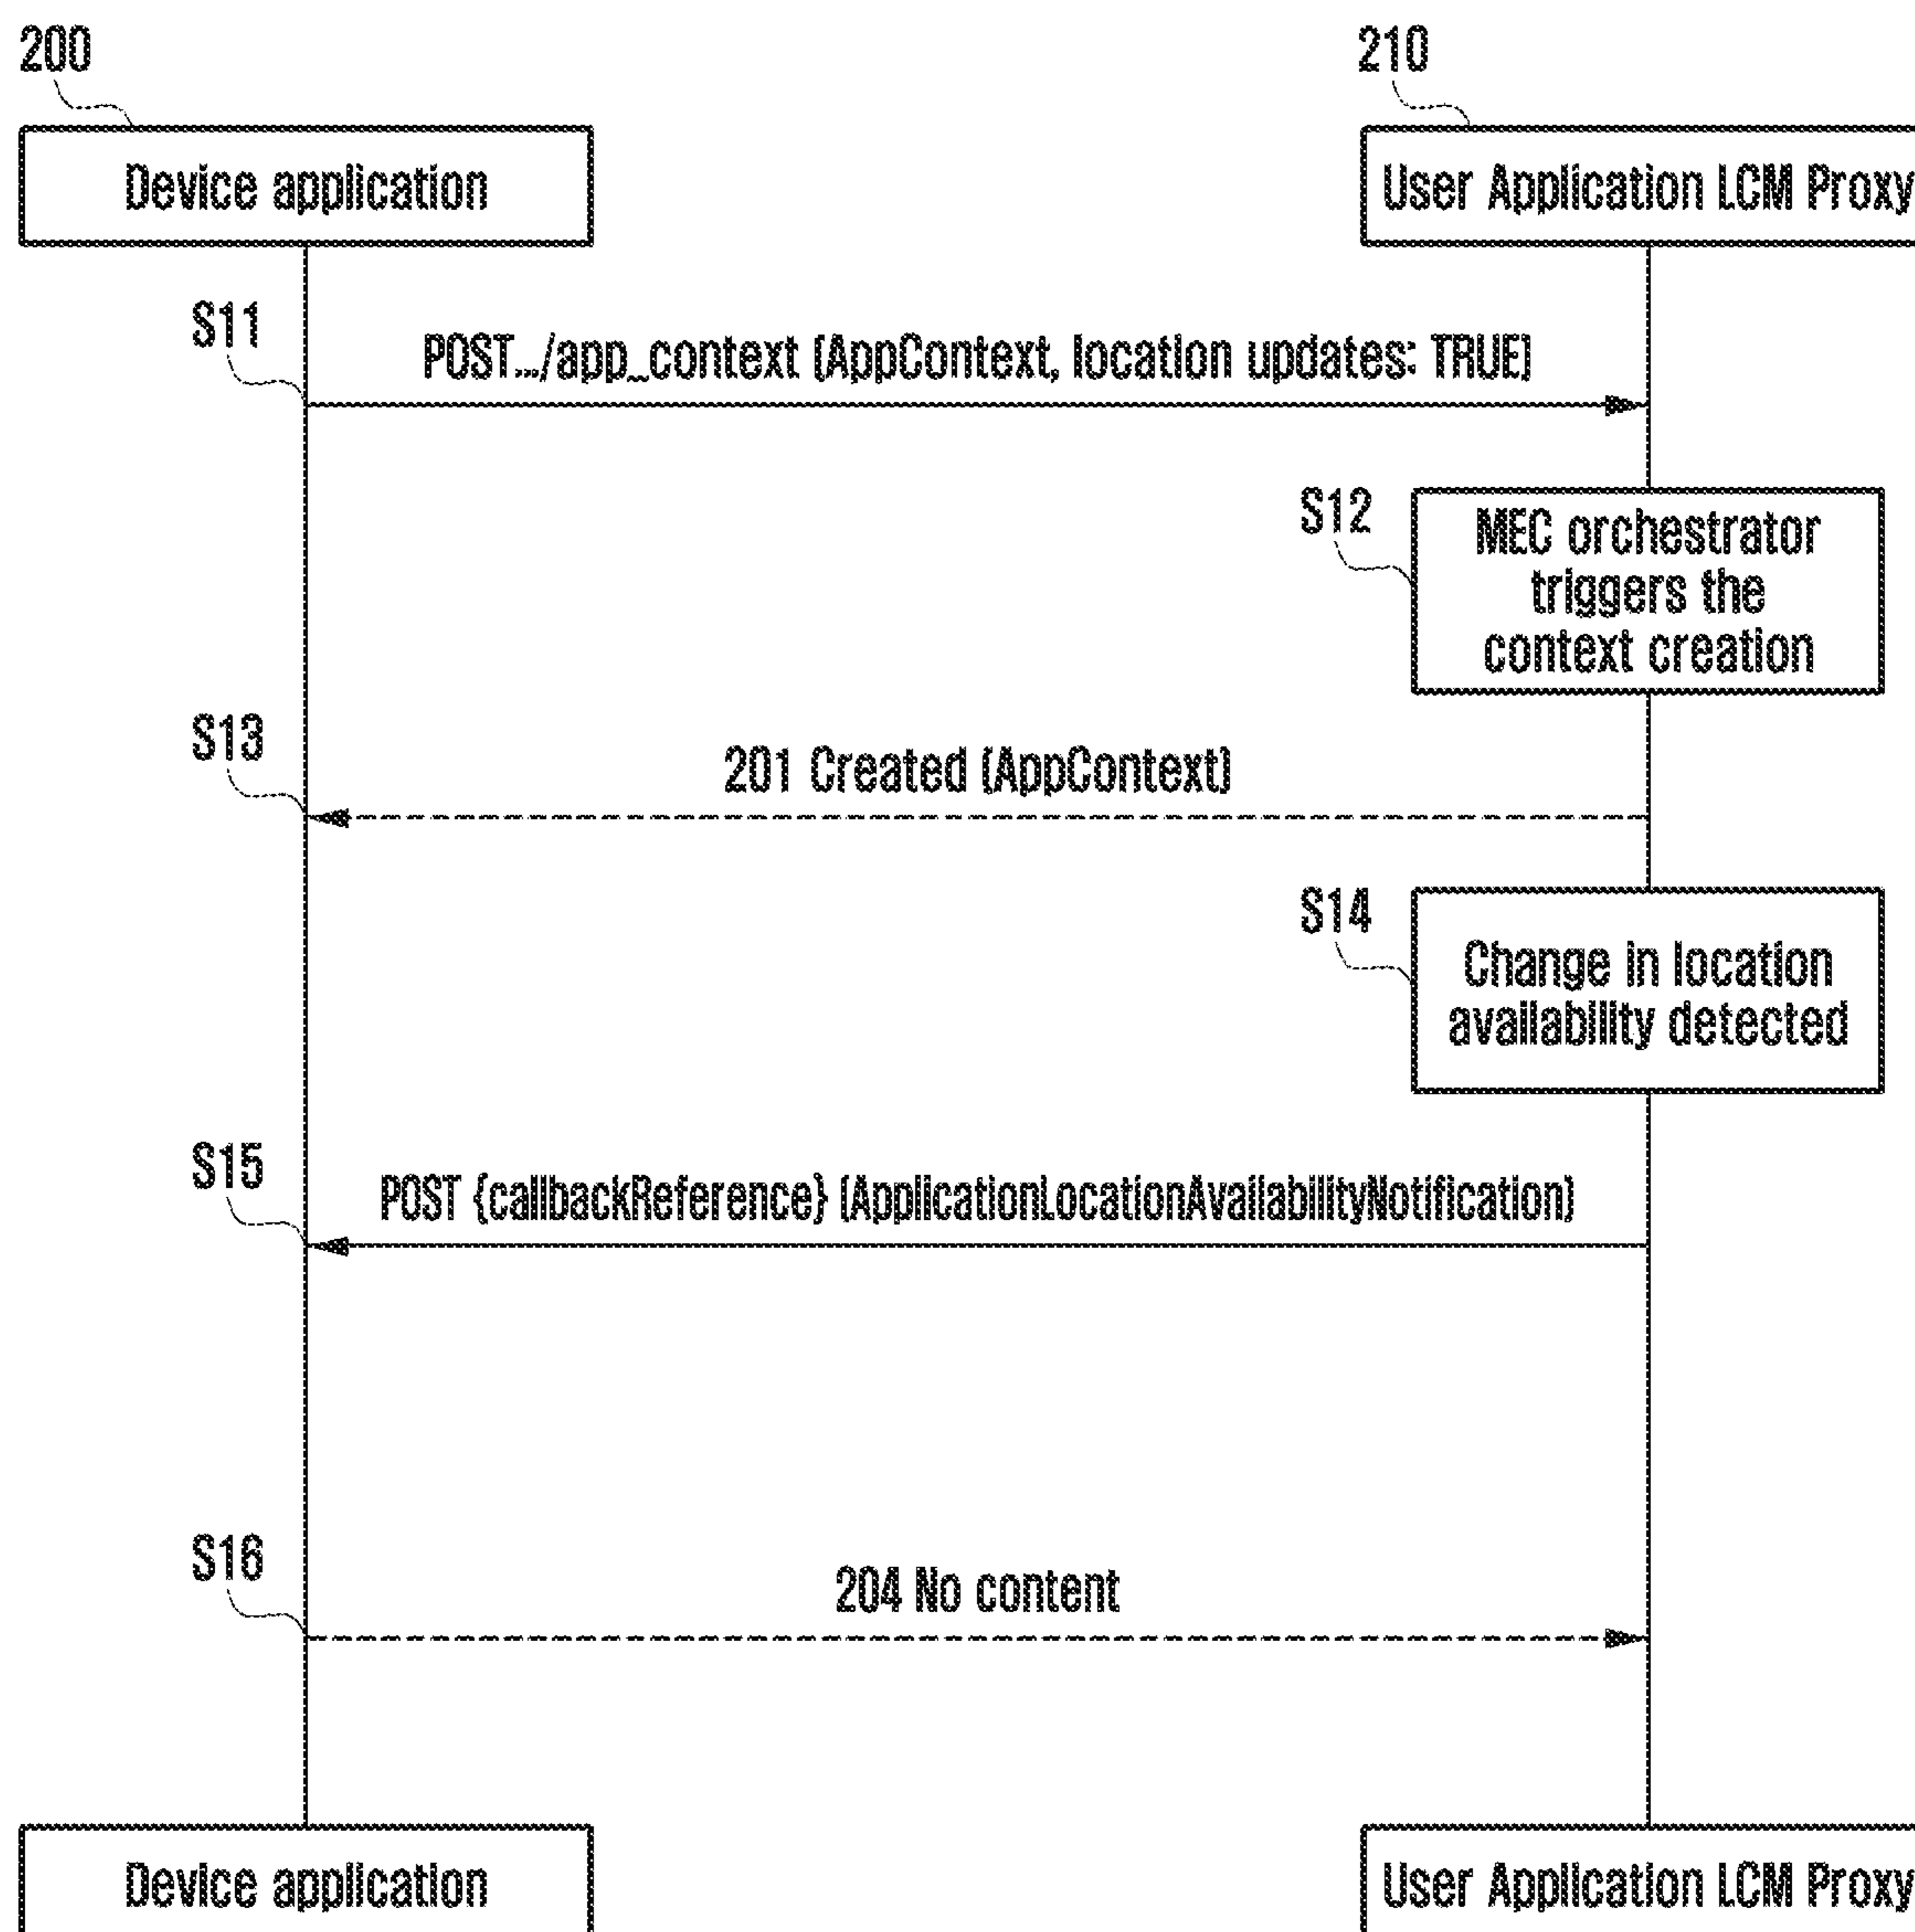 200
210
Device application
User Application LCM Proxy
S11
POST.../app_context (AppContext, location updates: TRUE)
S12
MEC orchestrator
triggers the
context creation
S13
201 Created (AppContext)
S14
Change in location
availability detected
S15
POST {callbackReference} (ApplicationLocationAvailabilityNotification)
S16
204 No content
Device application
User Application LCM Proxy